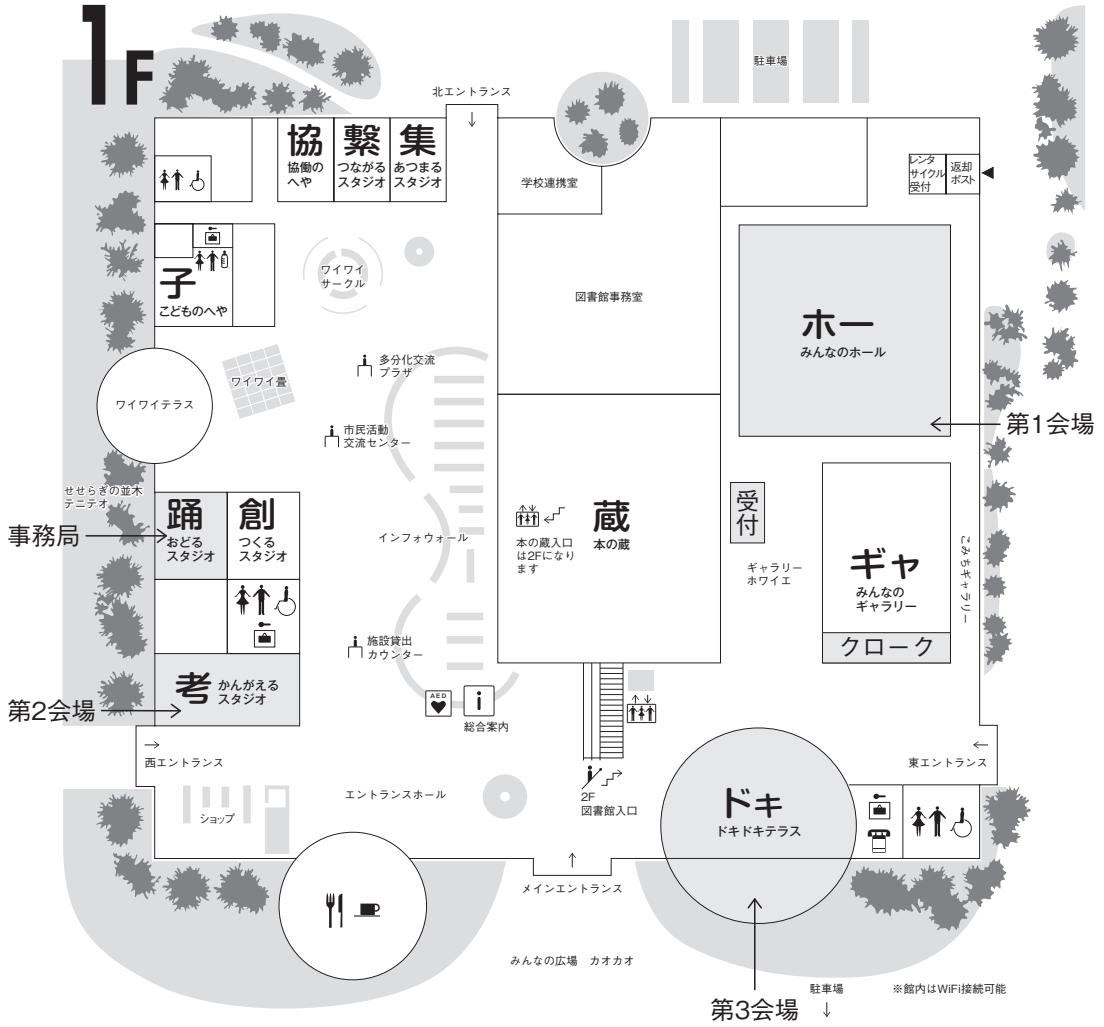 1F
駐車場
北エントランス
↓
協
協働の
へや
繋
つながる
スタジオ
集
あつまる
スタジオ
学校連携室
レンタ
サイクル
受付
返却
ポスト
子
こどものへや
ワイワイ
サークル
図書館事務室
ホー
みんなのホール
第1会場
多分化交流
プラザ
ワイワイ畳
ワイワイテラス
市民活動
交流センター
せせらぎの並木
テニテオ
事務局
踊
おどる
スタジオ
創
つくる
スタジオ
インフォウォール
本の蔵入口
は2Fになり
ます
蔵
本の蔵
受付
ギャラリー
ホワイエ
ギャ
みんなの
ギャラリー
こみちギャラリー
クローク
施設貸出
カウンター
第2会場
考
かんがえる
スタジオ
AED
i
総合案内
→
西エントランス
←
東エントランス
ショップ
エントランスホール
2F
図書館入口
ドキ
ドキドキテラス
↑
メインエントランス
みんなの広場 カオカオ
第3会場
駐車場
↓
※館内はWiFi接続可能